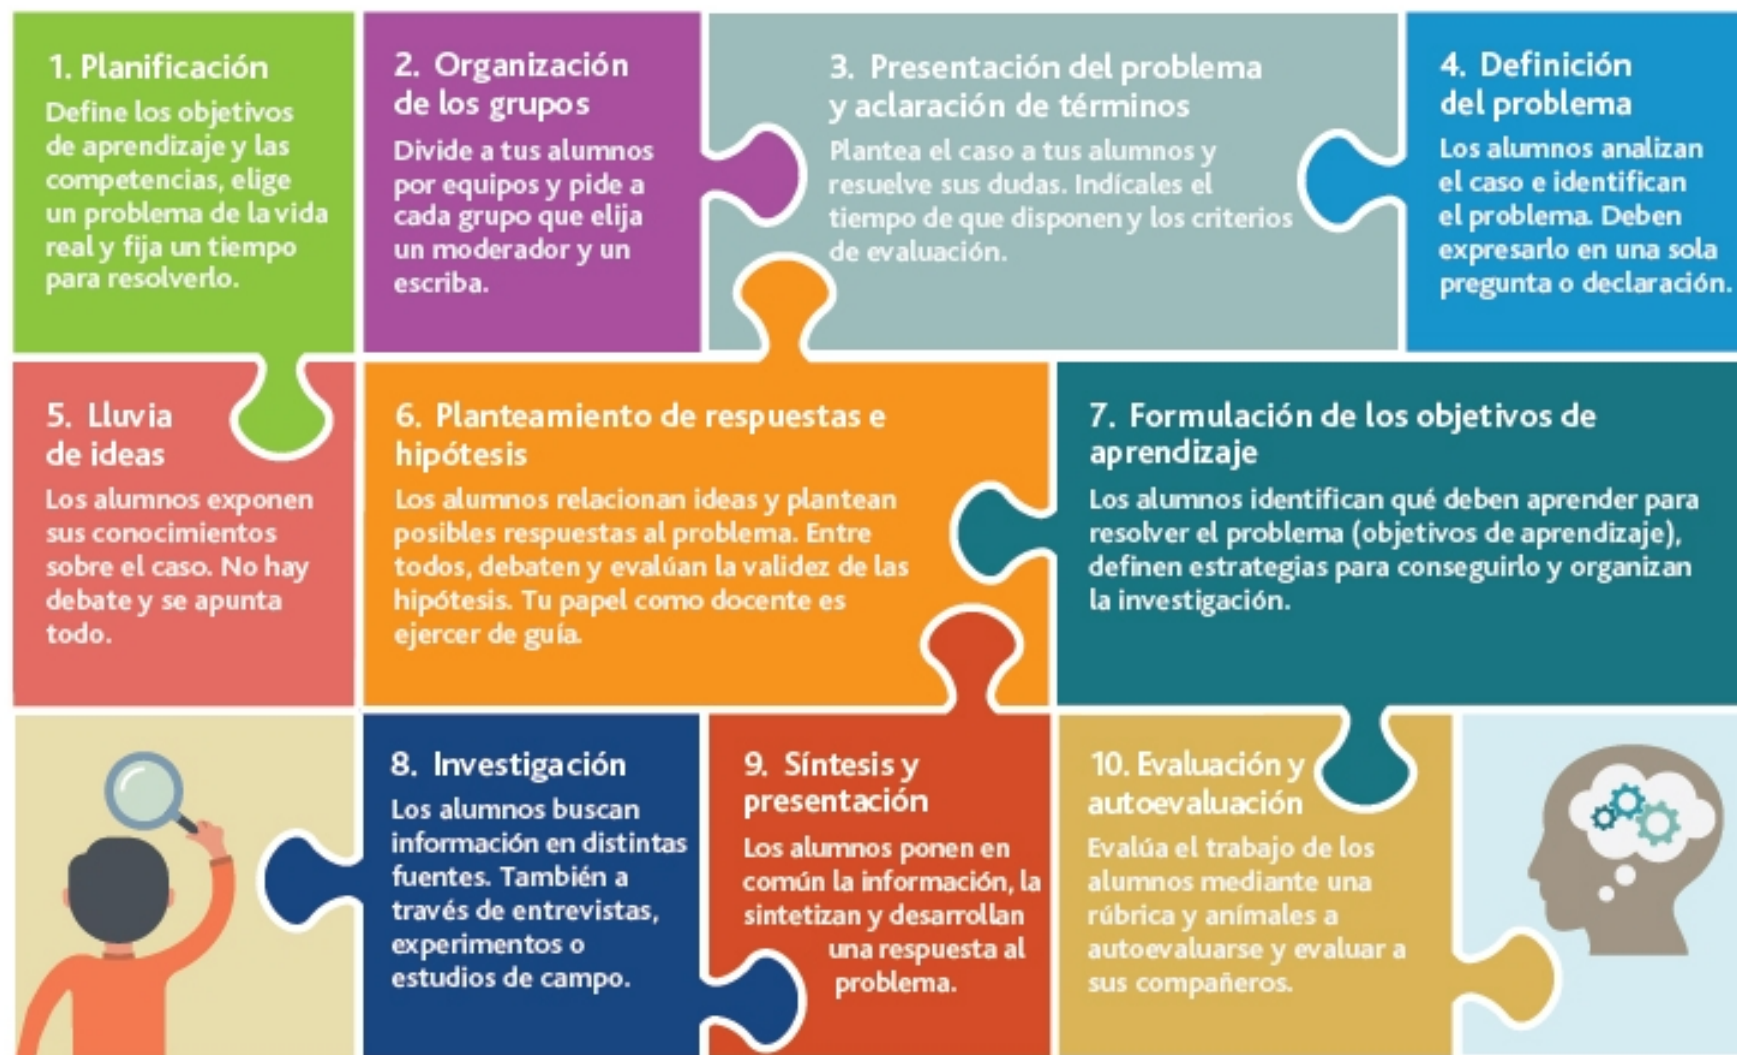 1. Planificación
Define los objetivos
de aprendizaje y las
competencias, elige
un problema de la vida
real y fija un tiempo
para resolverlo.
2. Organización
de los grupos
Divide a tus alumnos
por equipos y pide a
cada grupo que elija
un moderador y un
escriba.
3. Presentación del problema
y aclaración de términos
Plantea el caso a tus alumnos y
resuelve sus dudas. Indícales el
tiempo de que disponen y los criterios
de evaluación.
4. Definición
del problema
Los alumnos analizan
el caso e identifican
el problema. Deben
expresarlo en una sola
pregunta o declaración.
5. Lluvia
de ideas
Los alumnos exponen
sus conocimientos
sobre el caso. No hay
debate y se apunta
todo.
6. Planteamiento de respuestas e
hipótesis
Los alumnos relacionan ideas y plantean
posibles respuestas al problema. Entre
todos, debaten y evalúan la validez de las
hipótesis. Tu papel como docente es
ejercer de guía.
7. Formulación de los objetivos de
aprendizaje
Los alumnos identifican qué deben aprender para
resolver el problema (objetivos de aprendizaje),
definen estrategias para conseguirlo y organizan
la investigación.
8. Investigación
Los alumnos buscan
información en distintas
fuentes. También a
través de entrevistas,
experimentos o
estudios de campo.
9. Síntesis y
presentación
Los alumnos ponen en
común la información, la
sintetizan y desarrollan
una respuesta al
problema.
10. Evaluación y
autoevaluación
Evalúa el trabajo de los
alumnos mediante una
rúbrica y anímales a
autoevaluarse y evaluar a
sus compañeros.